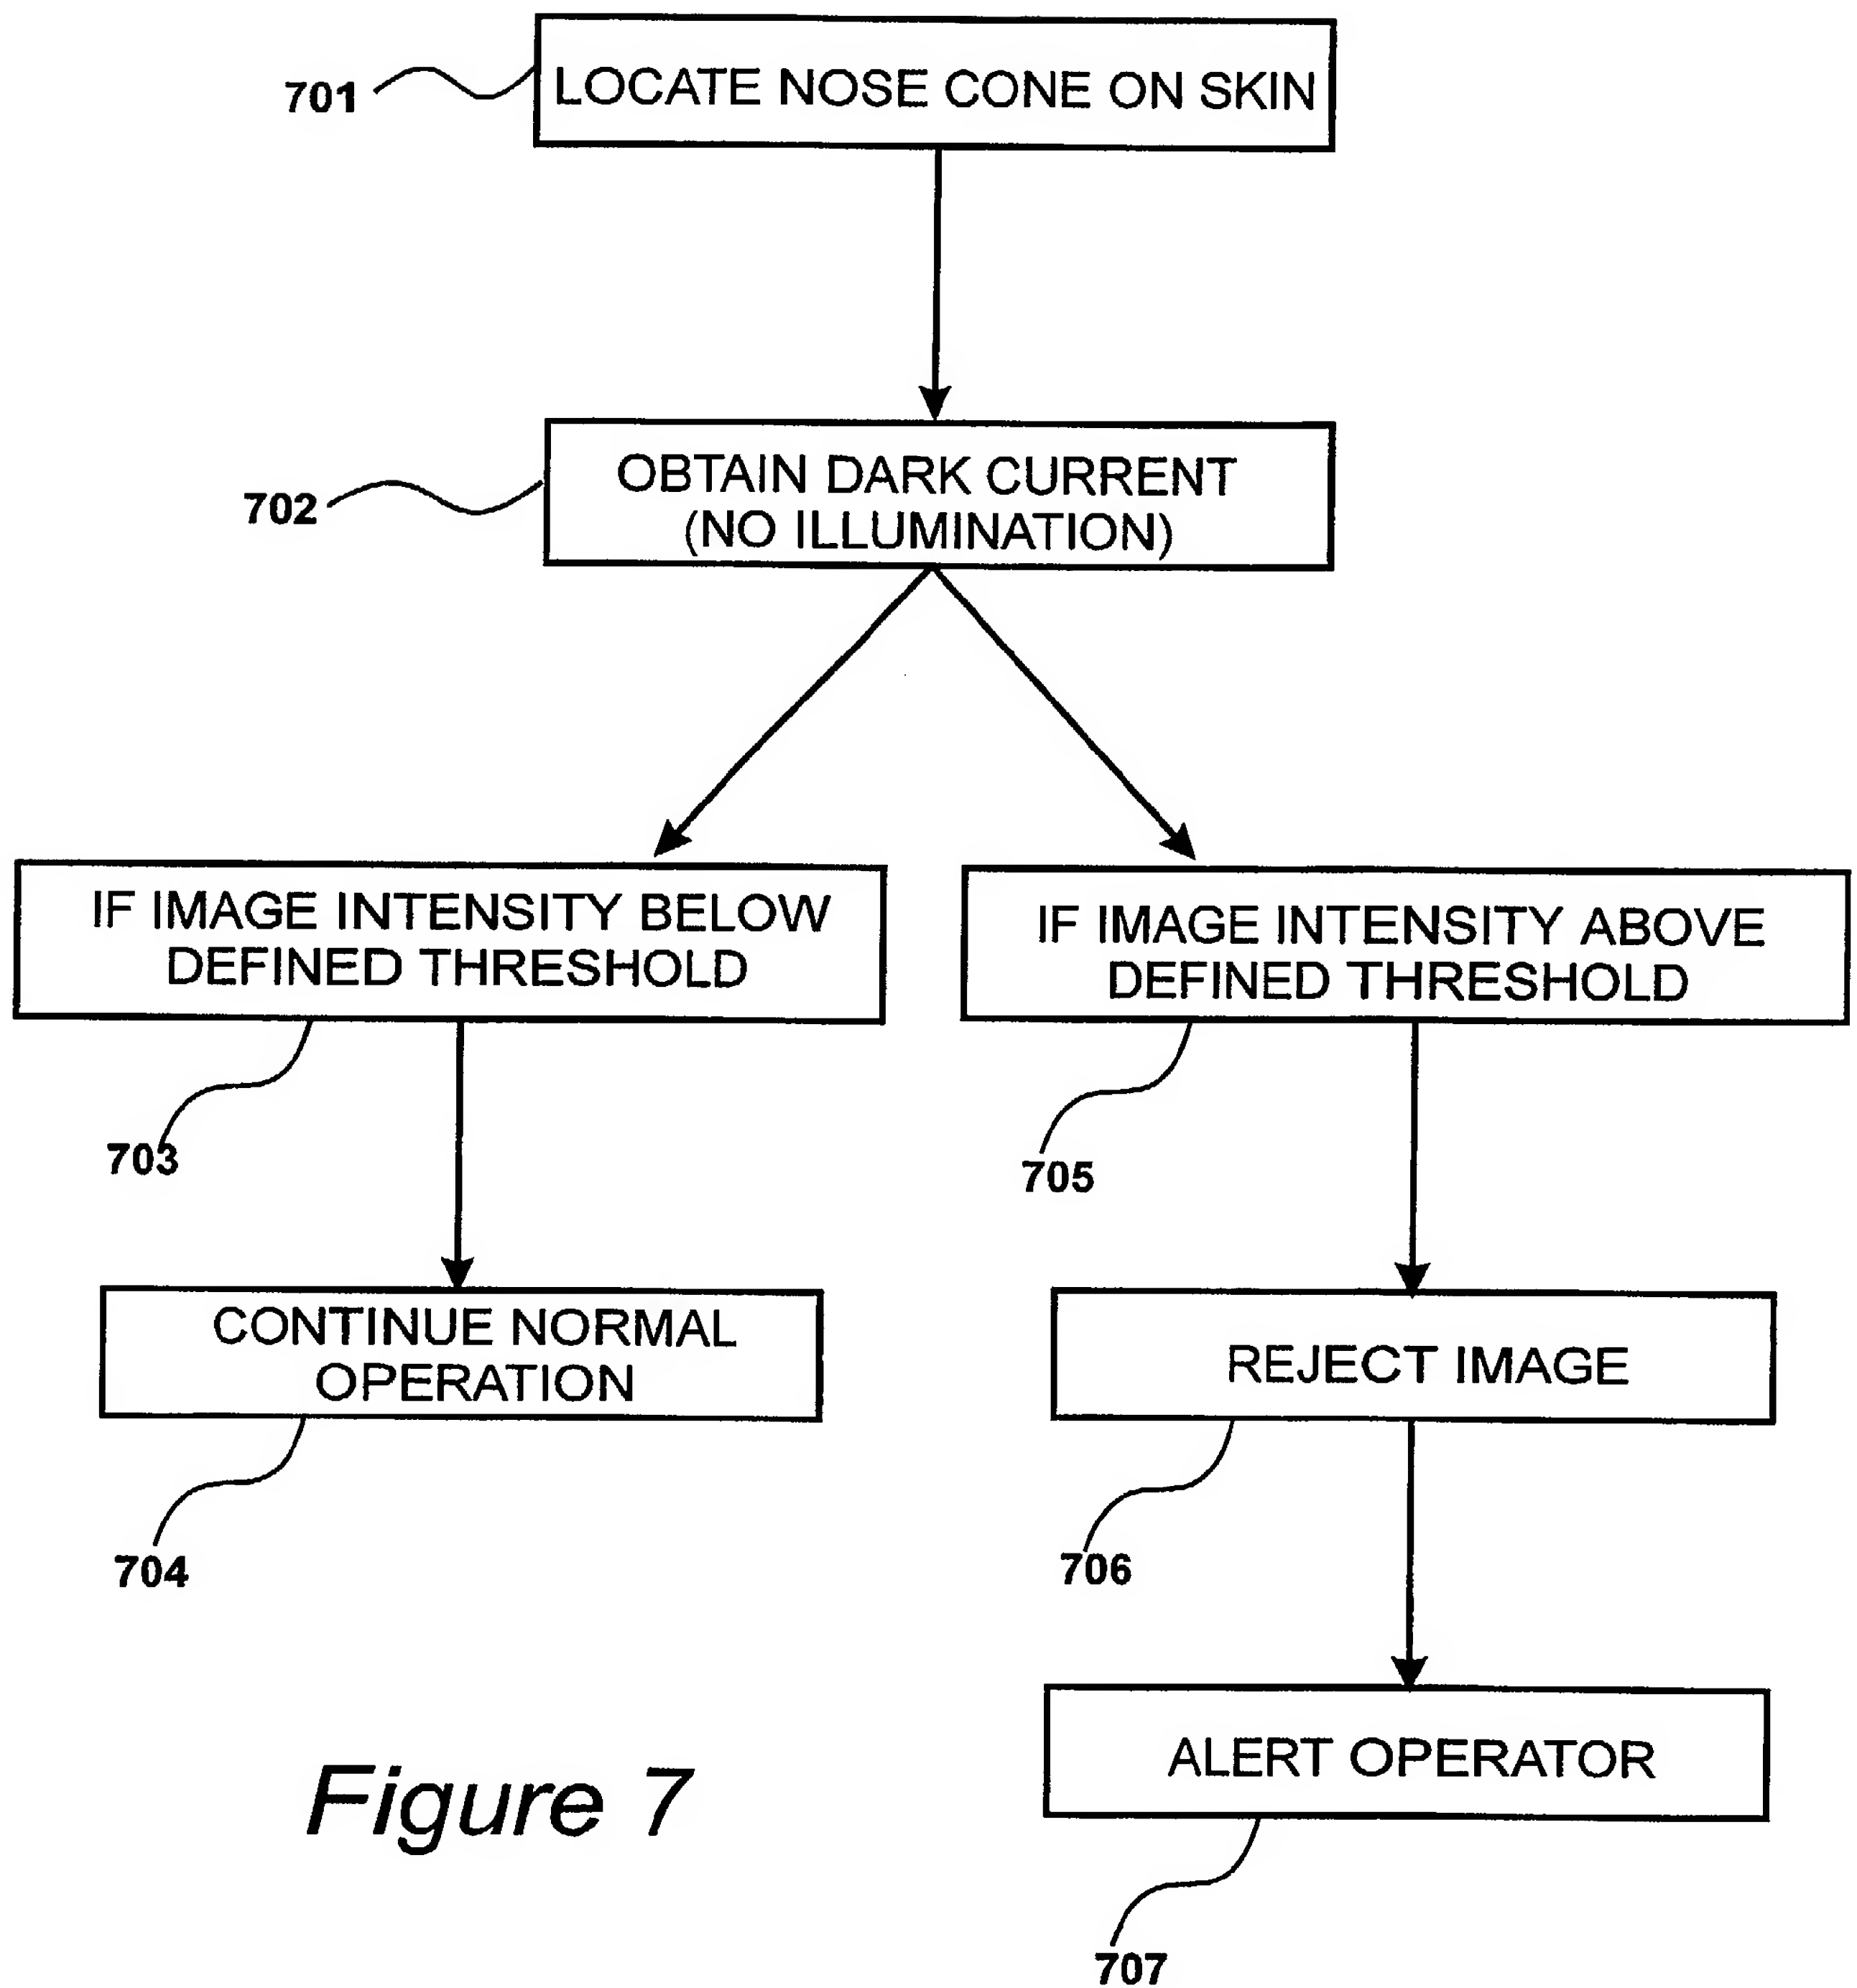 701
LOCATE NOSE CONE ON SKIN
702
OBTAIN DARK CURRENT
(NO ILLUMINATION)
IF IMAGE INTENSITY BELOW
DEFINED THRESHOLD
703
IF IMAGE INTENSITY ABOVE
DEFINED THRESHOLD
705
CONTINUE NORMAL
OPERATION
704
REJECT IMAGE
706
ALERT OPERATOR
707
Figure 7